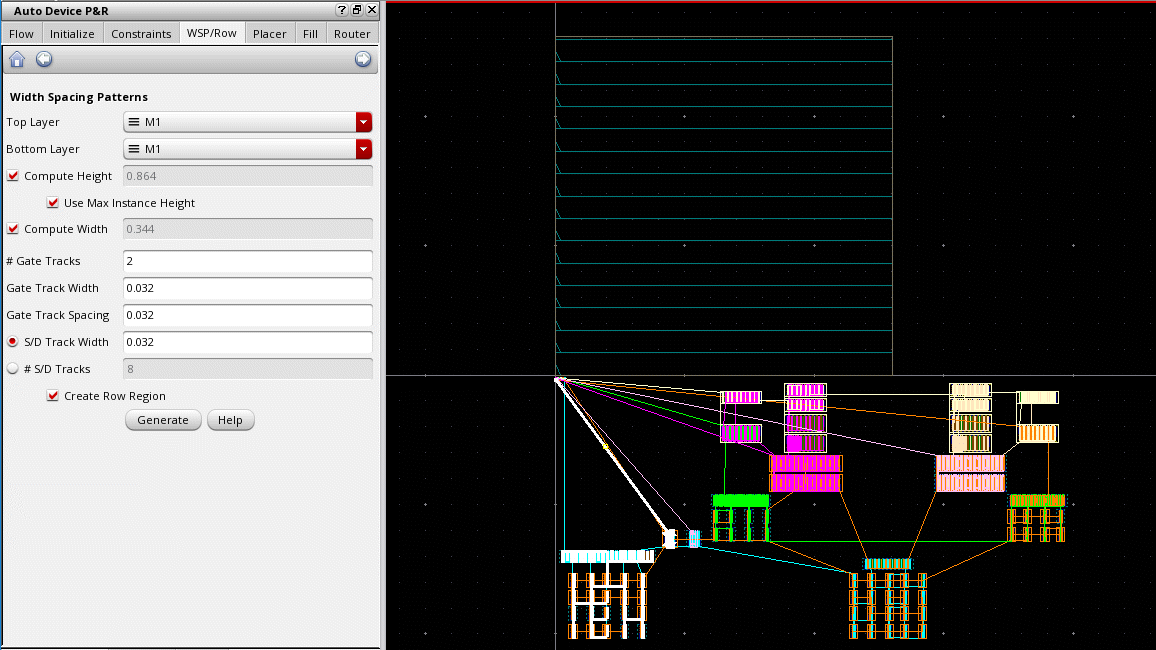 Auto Device P&R
Flow Initialize Constraints WSP/Row Placer Fill Router
Width Spacing Patterns
Top Layer M1
Bottom Layer M1
Compute Height 0.864
Use Max Instance Height
Compute Width 0.344
# Gate Tracks 2
Gate Track Width 0.032
Gate Track Spacing 0.032
S/D Track Width 0.032
# S/D Tracks 8
Create Row Region
Generate Help